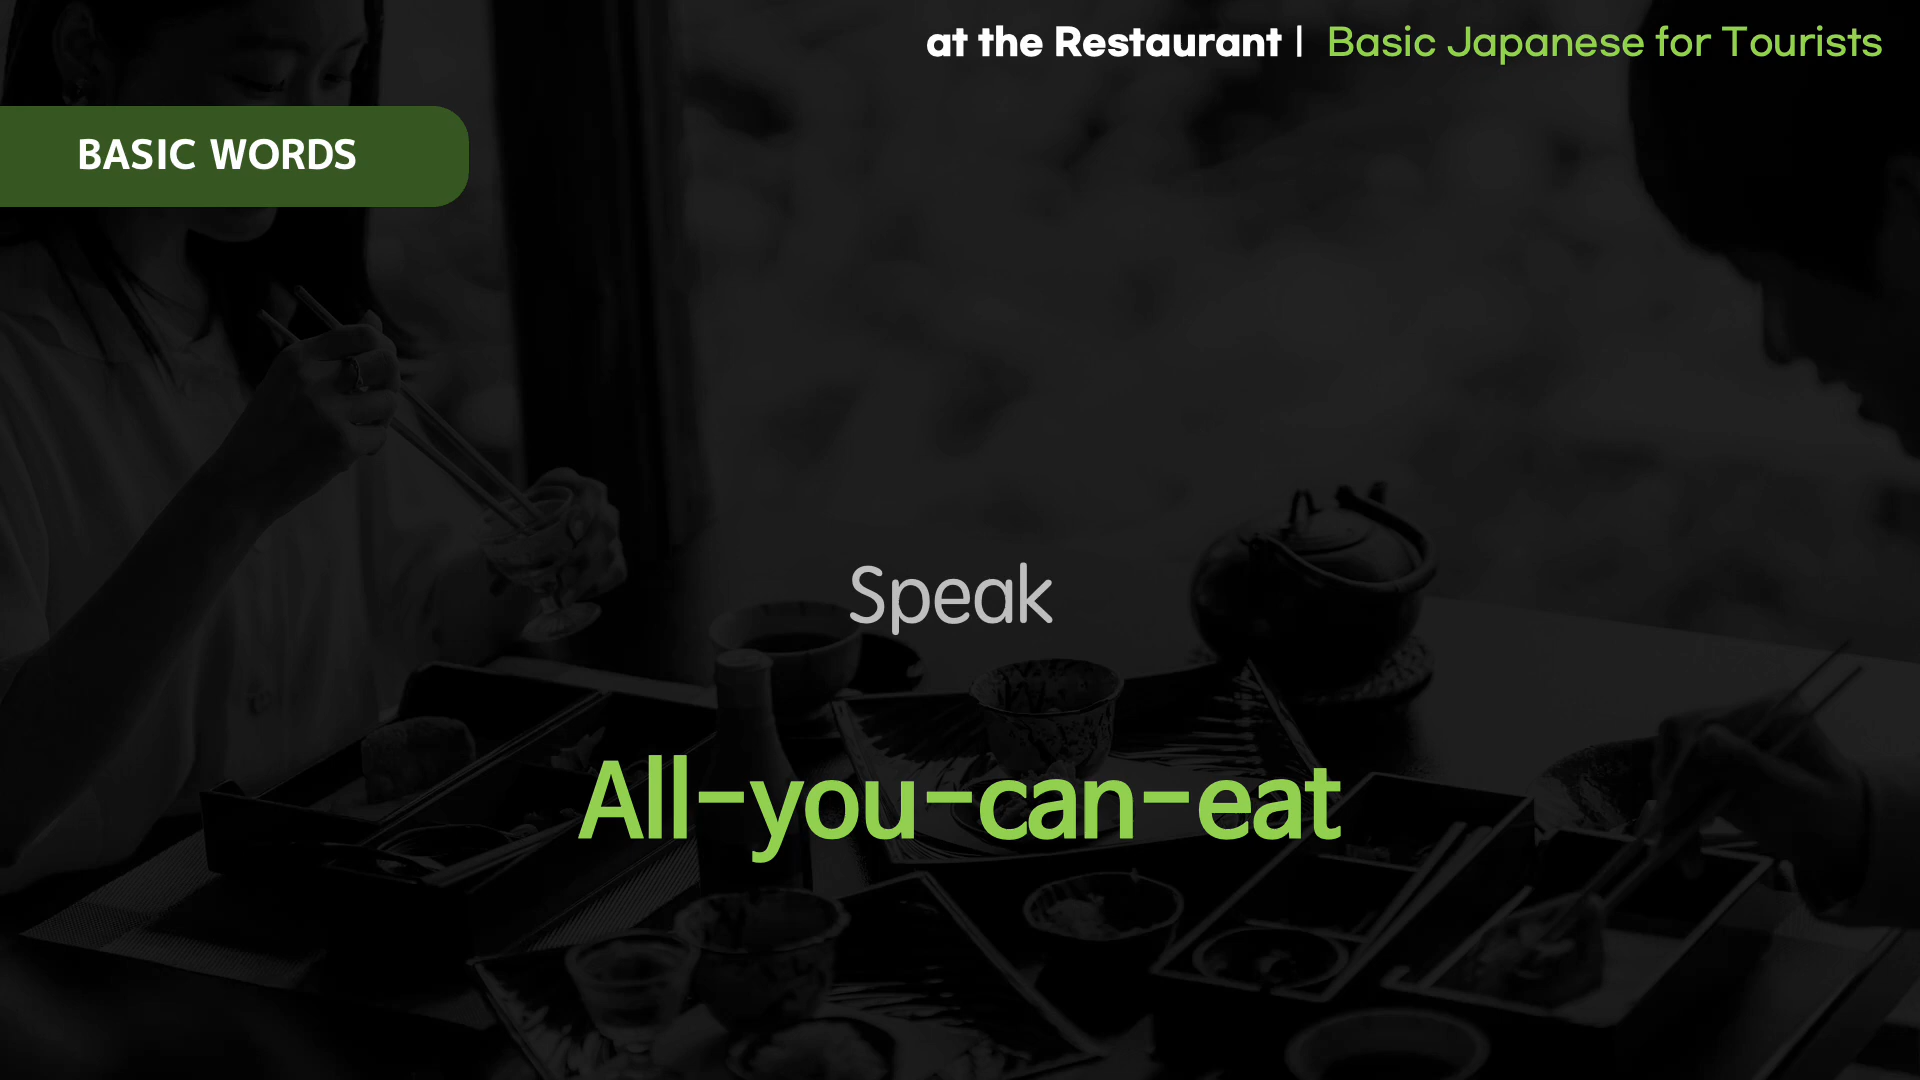 at the Restaurant | Basic Japanese for Tourists
BASIC WORDS
Speak
All-you-can-eat